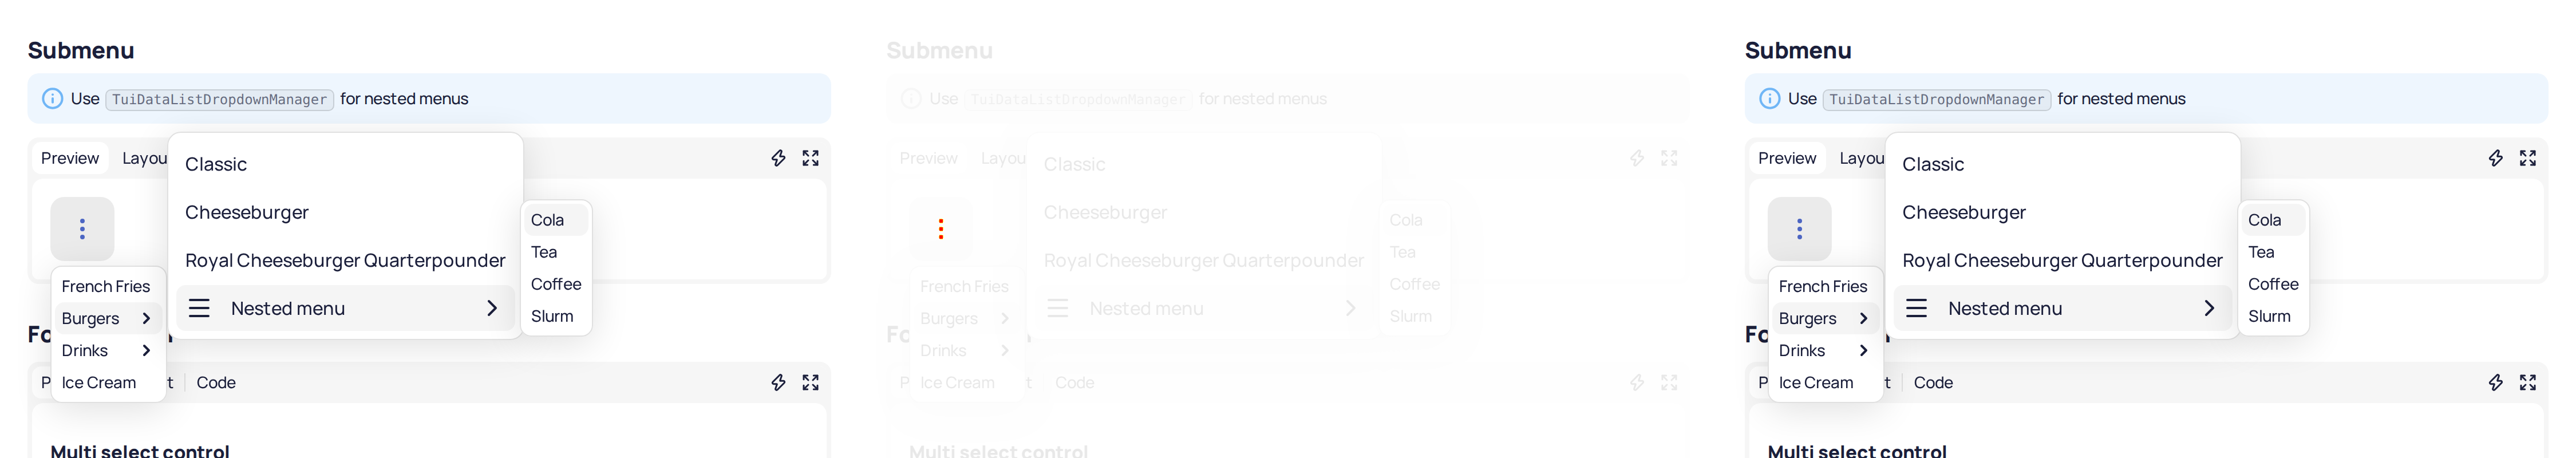 Submenu
Use TuiDataListDropdownManager for nested menus
Preview Layou
Classic
Cheeseburger
Royal Cheeseburger Quarterpounder
Nested menu
Cola
Tea
Coffee
Slurm
French Fries
Burgers
Drinks
Ice Cream
Fo
P t Code
Multi select control
Submenu
Use TuiDataListDropdownManager for nested menus
Preview Layou
Classic
Cheeseburger
Royal Cheeseburger Quarterpounder
Nested menu
Cola
Tea
Coffee
Slurm
French Fries
Burgers
Drinks
Ice Cream
Fo
P t Code
Multi select control
Submenu
Use TuiDataListDropdownManager for nested menus
Preview Layou
Classic
Cheeseburger
Royal Cheeseburger Quarterpounder
Nested menu
Cola
Tea
Coffee
Slurm
French Fries
Burgers
Drinks
Ice Cream
Fo
P t Code
Multi select control